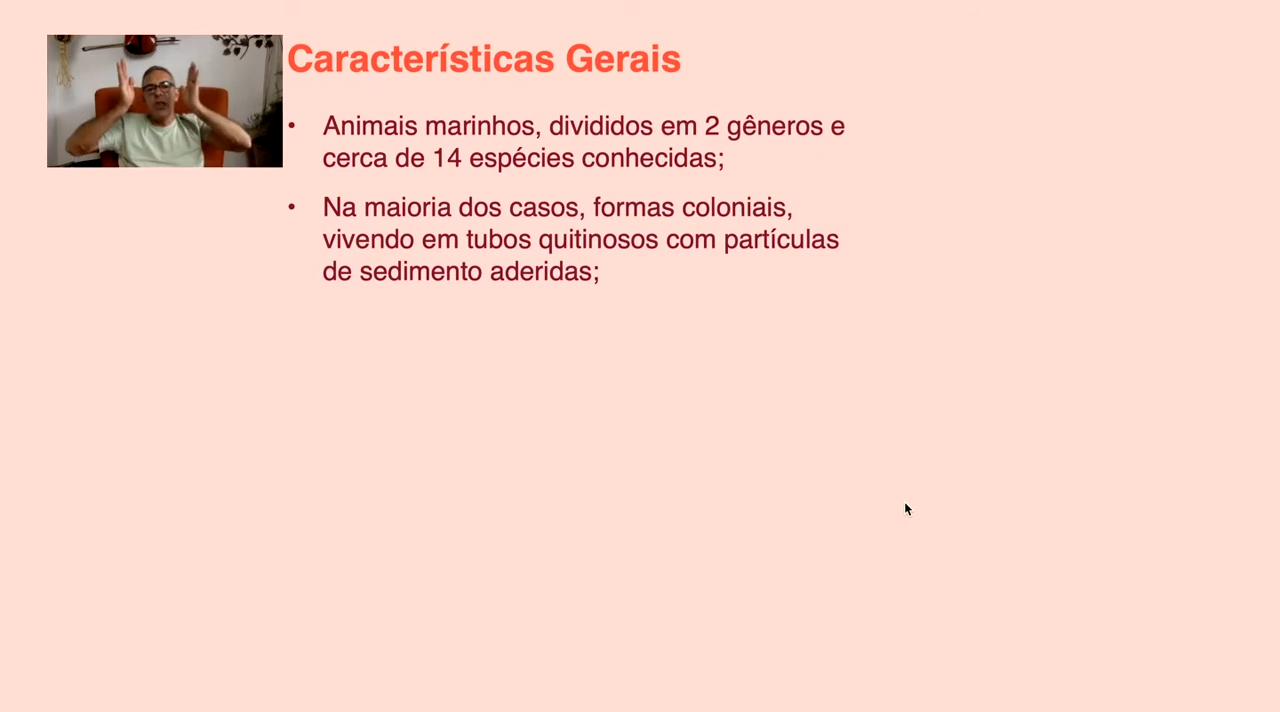 Características Gerais
• Animais marinhos, divididos em 2 gêneros e
cerca de 14 espécies conhecidas;
• Na maioria dos casos, formas coloniais,
vivendo em tubos quitinosos com partículas
de sedimento aderidas;